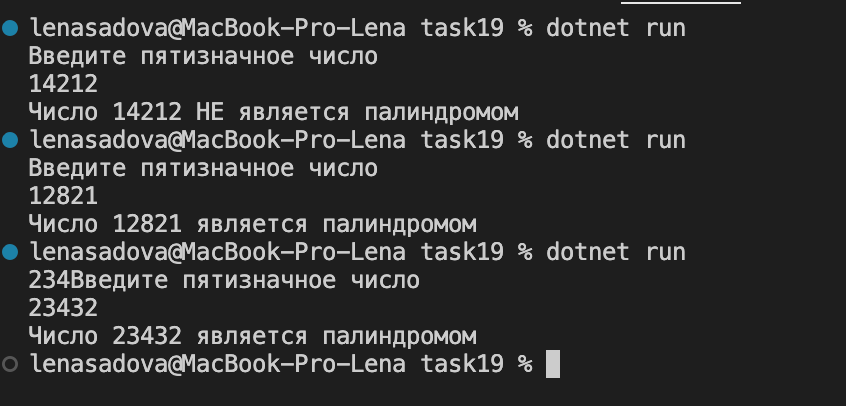 lenasadova@MacBook-Pro-Lena task19 % dotnet run
Введите пятизначное число
14212
Число 14212 НЕ является палиндромом
lenasadova@MacBook-Pro-Lena task19 % dotnet run
Введите пятизначное число
12821
Число 12821 является палиндромом
lenasadova@MacBook-Pro-Lena task19 % dotnet run
234Введите пятизначное число
23432
Число 23432 является палиндромом
lenasadova@MacBook-Pro-Lena task19 %